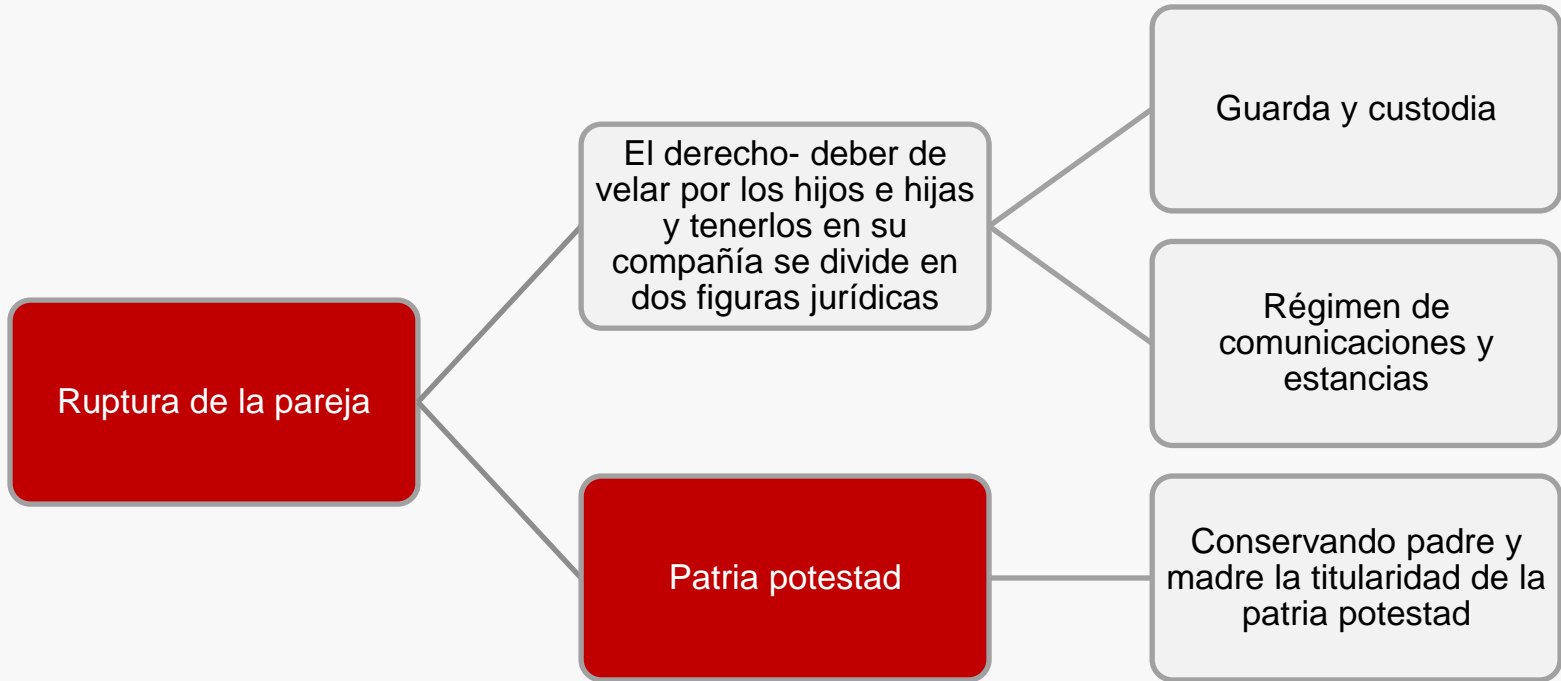 Ruptura de la pareja
El derecho- deber de
velar por los hijos e hijas
y tenerlos en su
compañía se divide en
dos figuras jurídicas
Guarda y custodia
Régimen de
comunicaciones y
estancias
Patria potestad
Conservando padre y
madre la titularidad de la
patria potestad